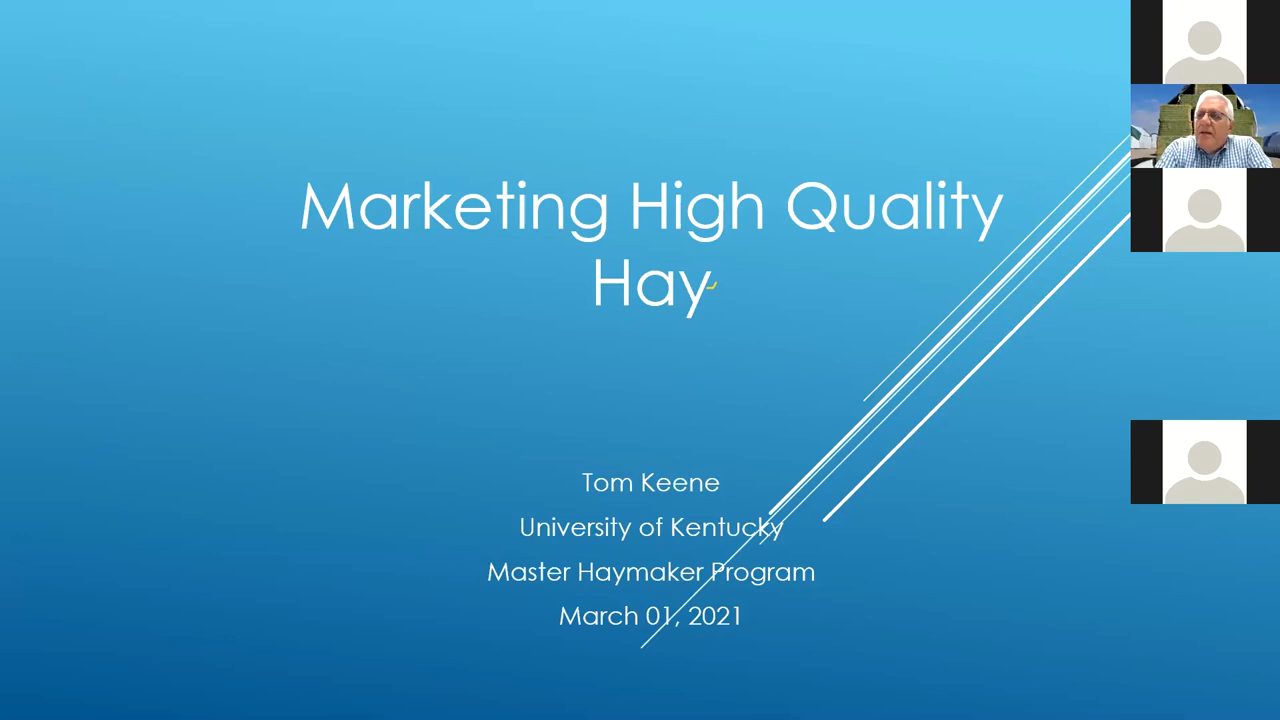 Marketing High Quality
Hay
Tom Keene
University of Kentucky
Master Haymaker Program
March 01, 2021